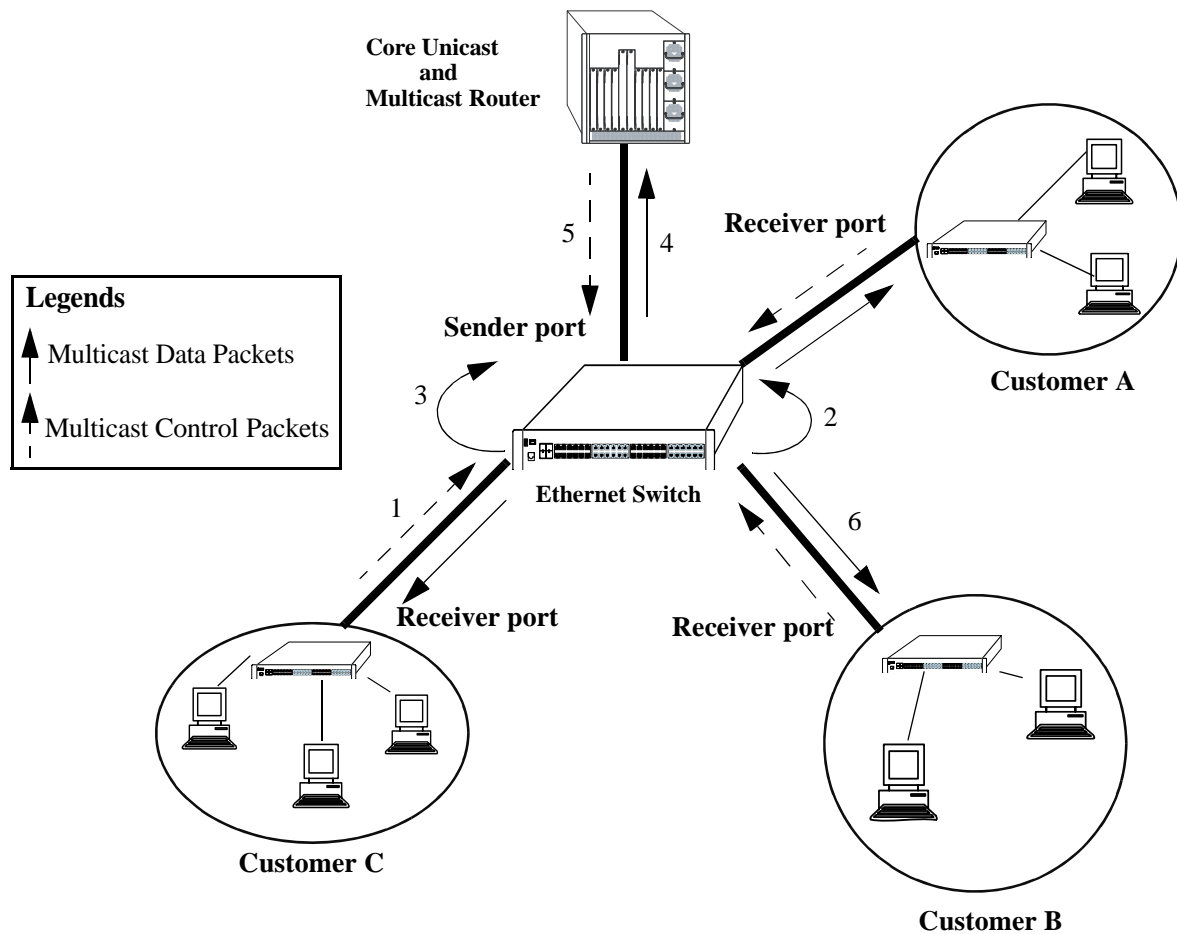 Core Unicast
and
Multicast Router
Receiver port
5
4
Legends
Multicast Data Packets
Multicast Control Packets
Sender port
3
2
Customer A
Ethernet Switch
1
6
Receiver port
Receiver port
Customer C
Customer B